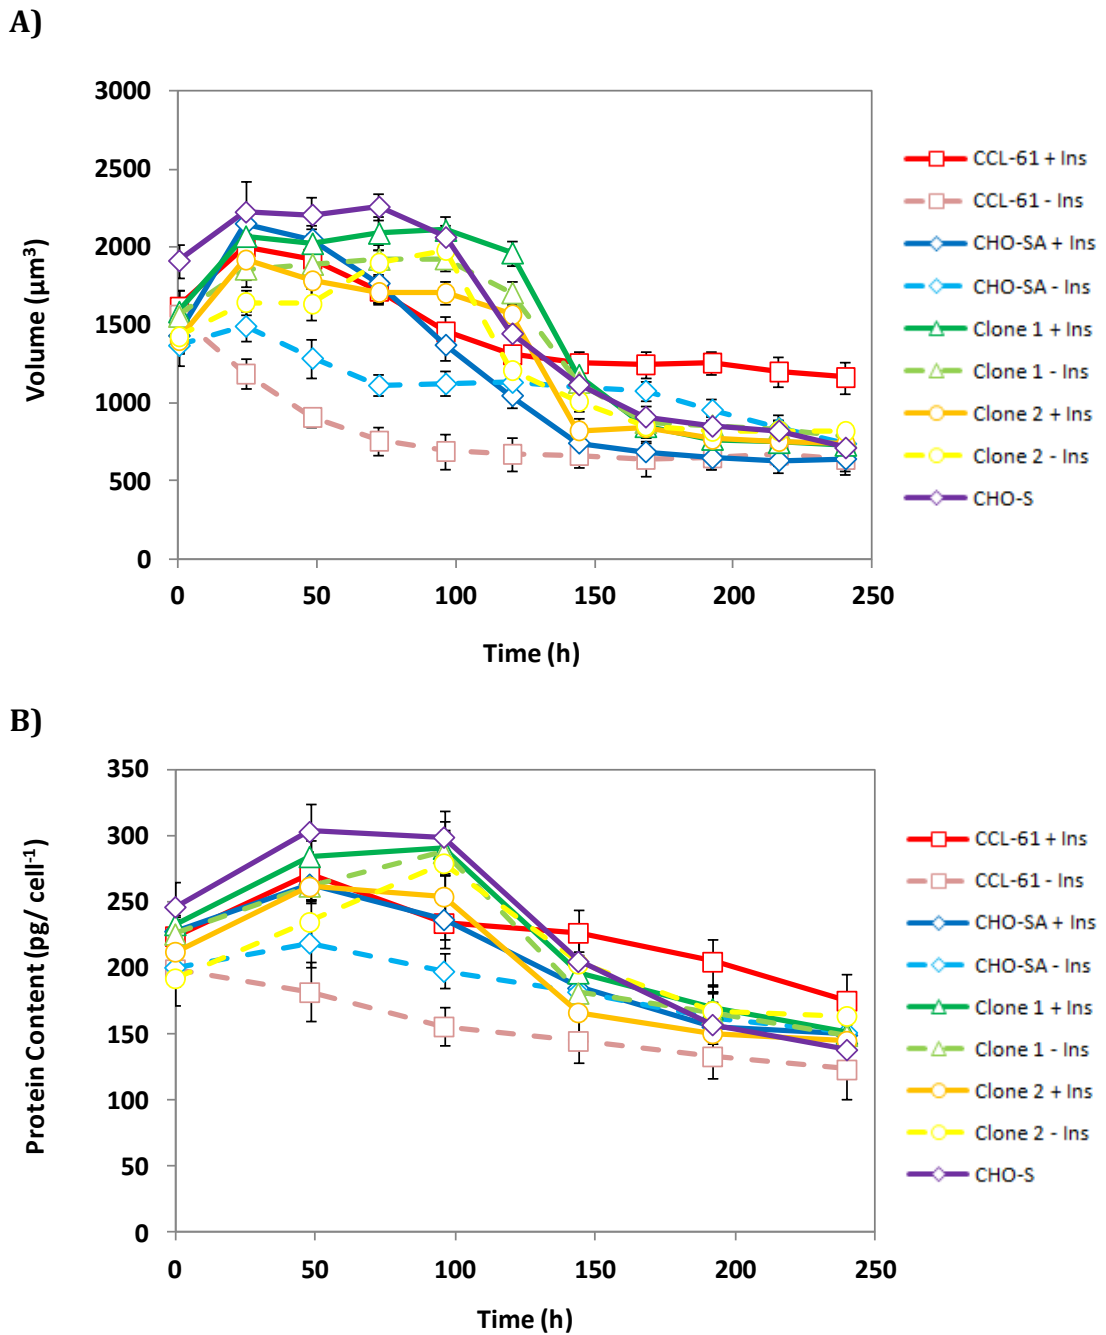 A)
3000
2500
2000
1500
1000
500
0
Volume (µm³)
0 50 100 150 200 250
Time (h)
CCL-61 + Ins
CCL-61 - Ins
CHO-SA + Ins
CHO-SA - Ins
Clone 1 + Ins
Clone 1 - Ins
Clone 2 + Ins
Clone 2 - Ins
CHO-S
B)
350
300
250
200
150
100
50
0
Protein Content (pg/ cell⁻¹)
0 50 100 150 200 250
Time (h)
CCL-61 + Ins
CCL-61 - Ins
CHO-SA + Ins
CHO-SA - Ins
Clone 1 + Ins
Clone 1 - Ins
Clone 2 + Ins
Clone 2 - Ins
CHO-S